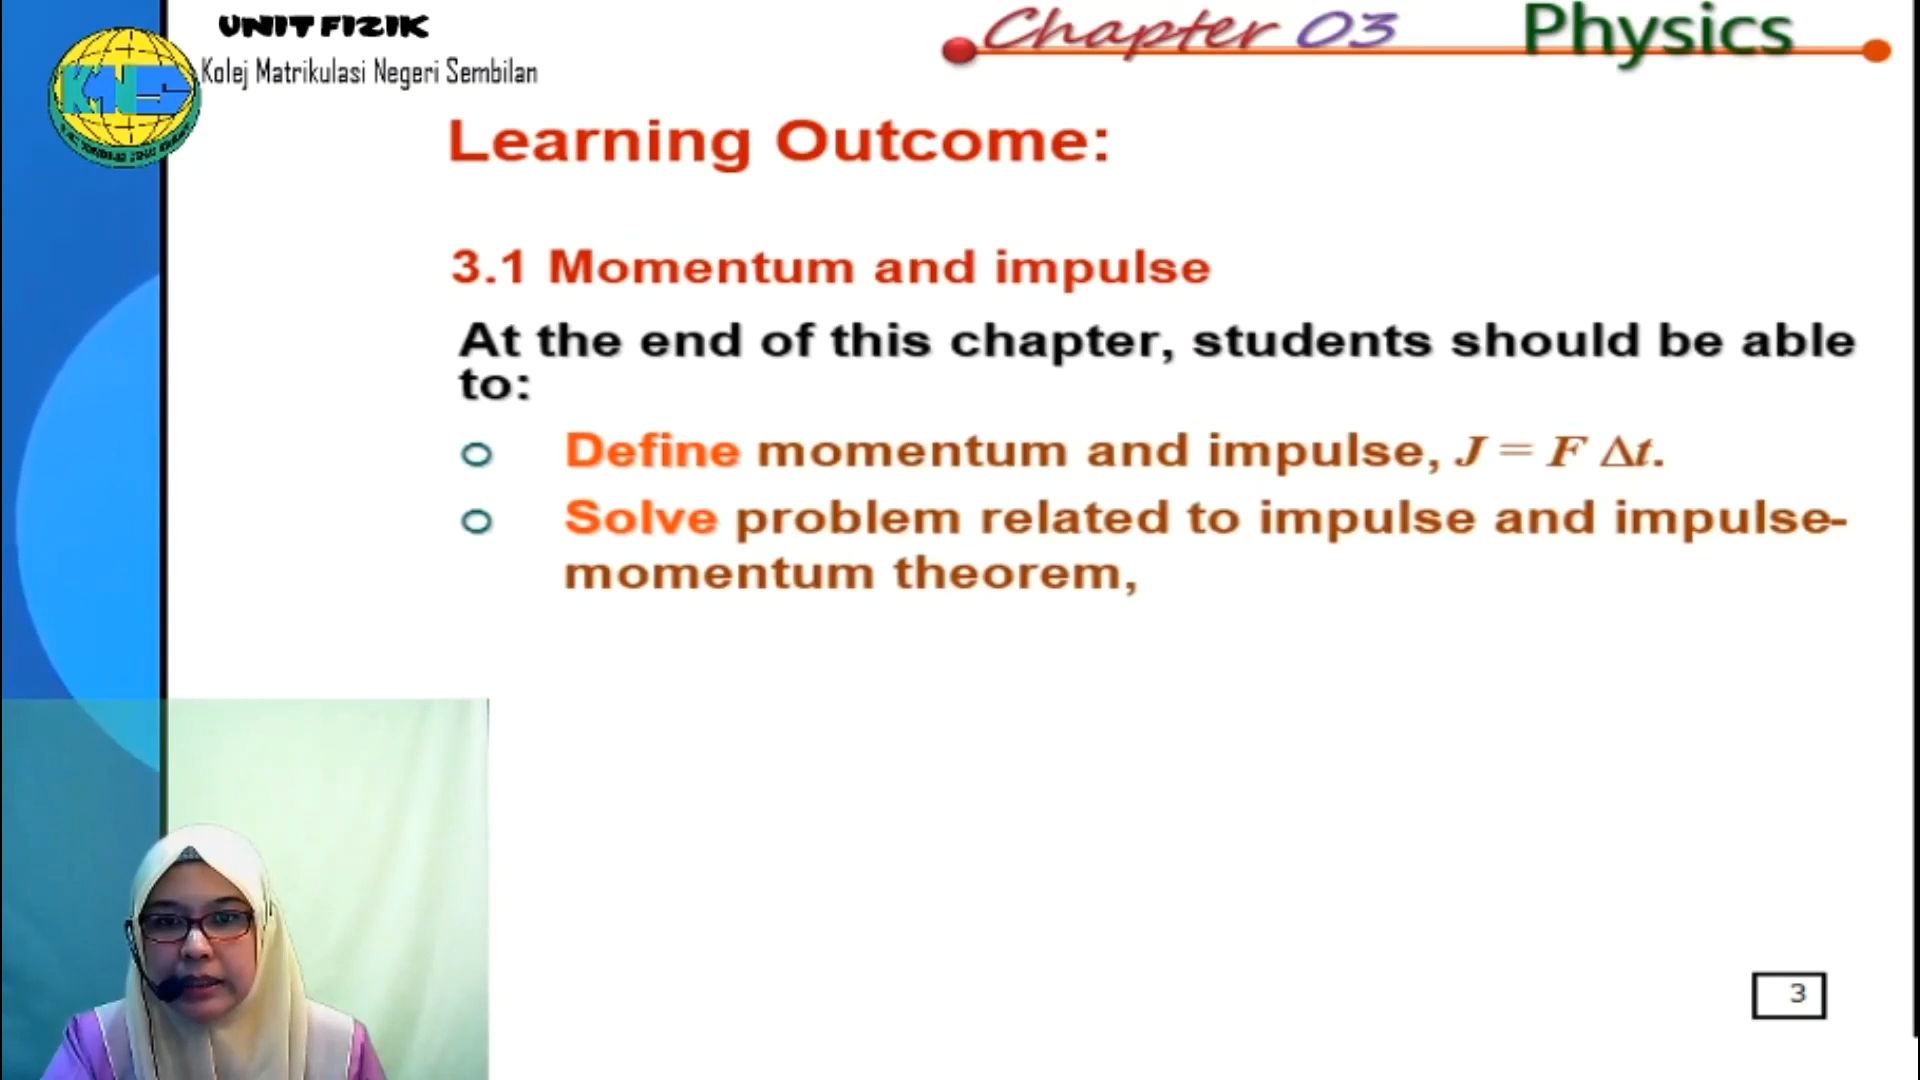 UNIT FIZIK
Kolej Matrikulasi Negeri Sembilan
Chapter 03
Physics
KMNS
Learning Outcome:
3.1 Momentum and impulse
At the end of this chapter, students should be able
to:
Define momentum and impulse, J = F Δt.
Solve problem related to impulse and impulse-
momentum theorem,
3